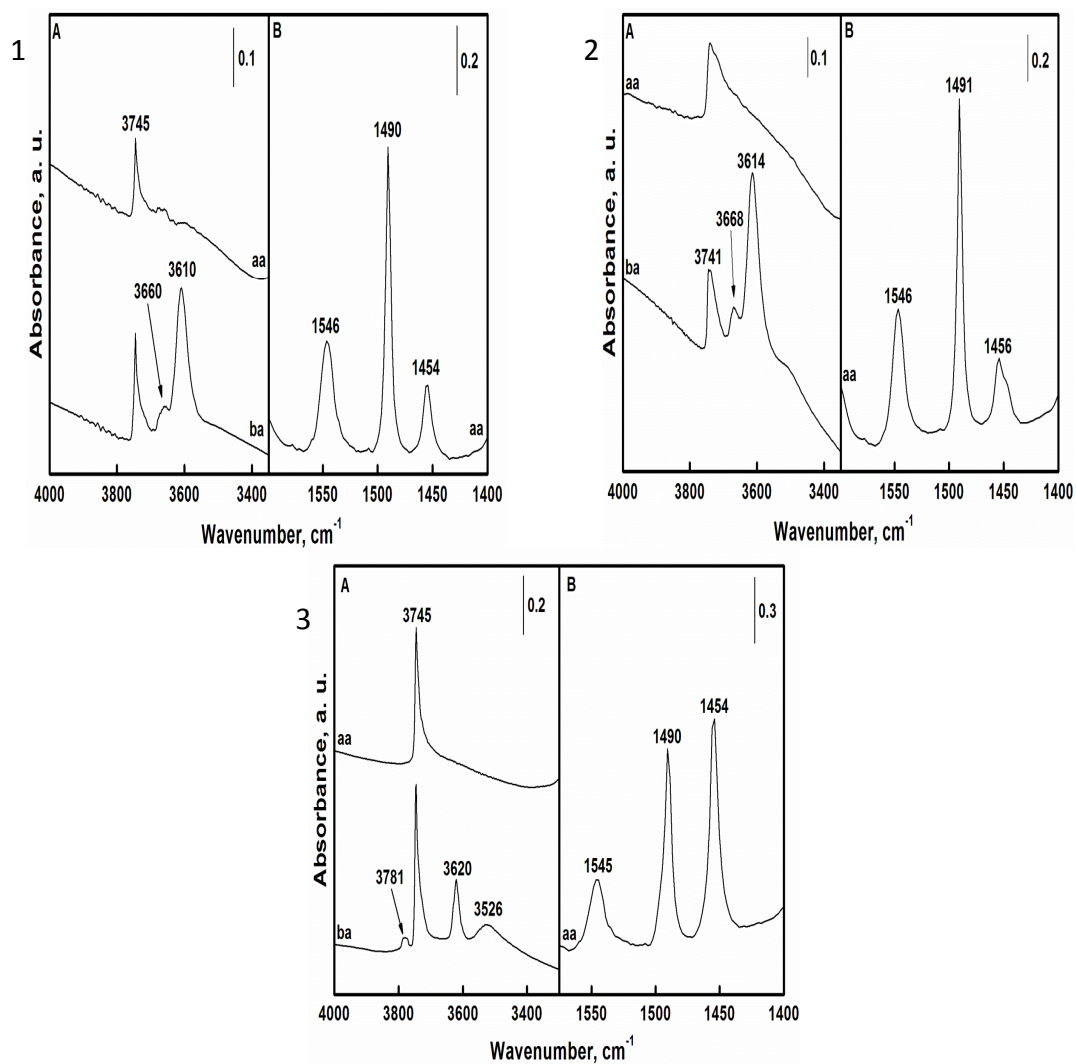 1
A
B
0.1
0.2
3745
1490
aa
3660
3610
1546
1454
ba
aa
Absorbance, a. u.
4000 3800 3600 3400 1550 1500 1450 1400
Wavenumber, cm-1
2
A
B
0.1
0.2
aa
1491
3614
3668
3741
ba
1546
1456
aa
Absorbance, a. u.
4000 3800 3600 3400 1550 1500 1450 1400
Wavenumber, cm-1
3
A
B
0.2
0.3
3745
aa
1490
1454
3781
3620
3526
1545
ba
aa
Absorbance, a. u.
4000 3800 3600 3400 1550 1500 1450 1400
Wavenumber, cm-1